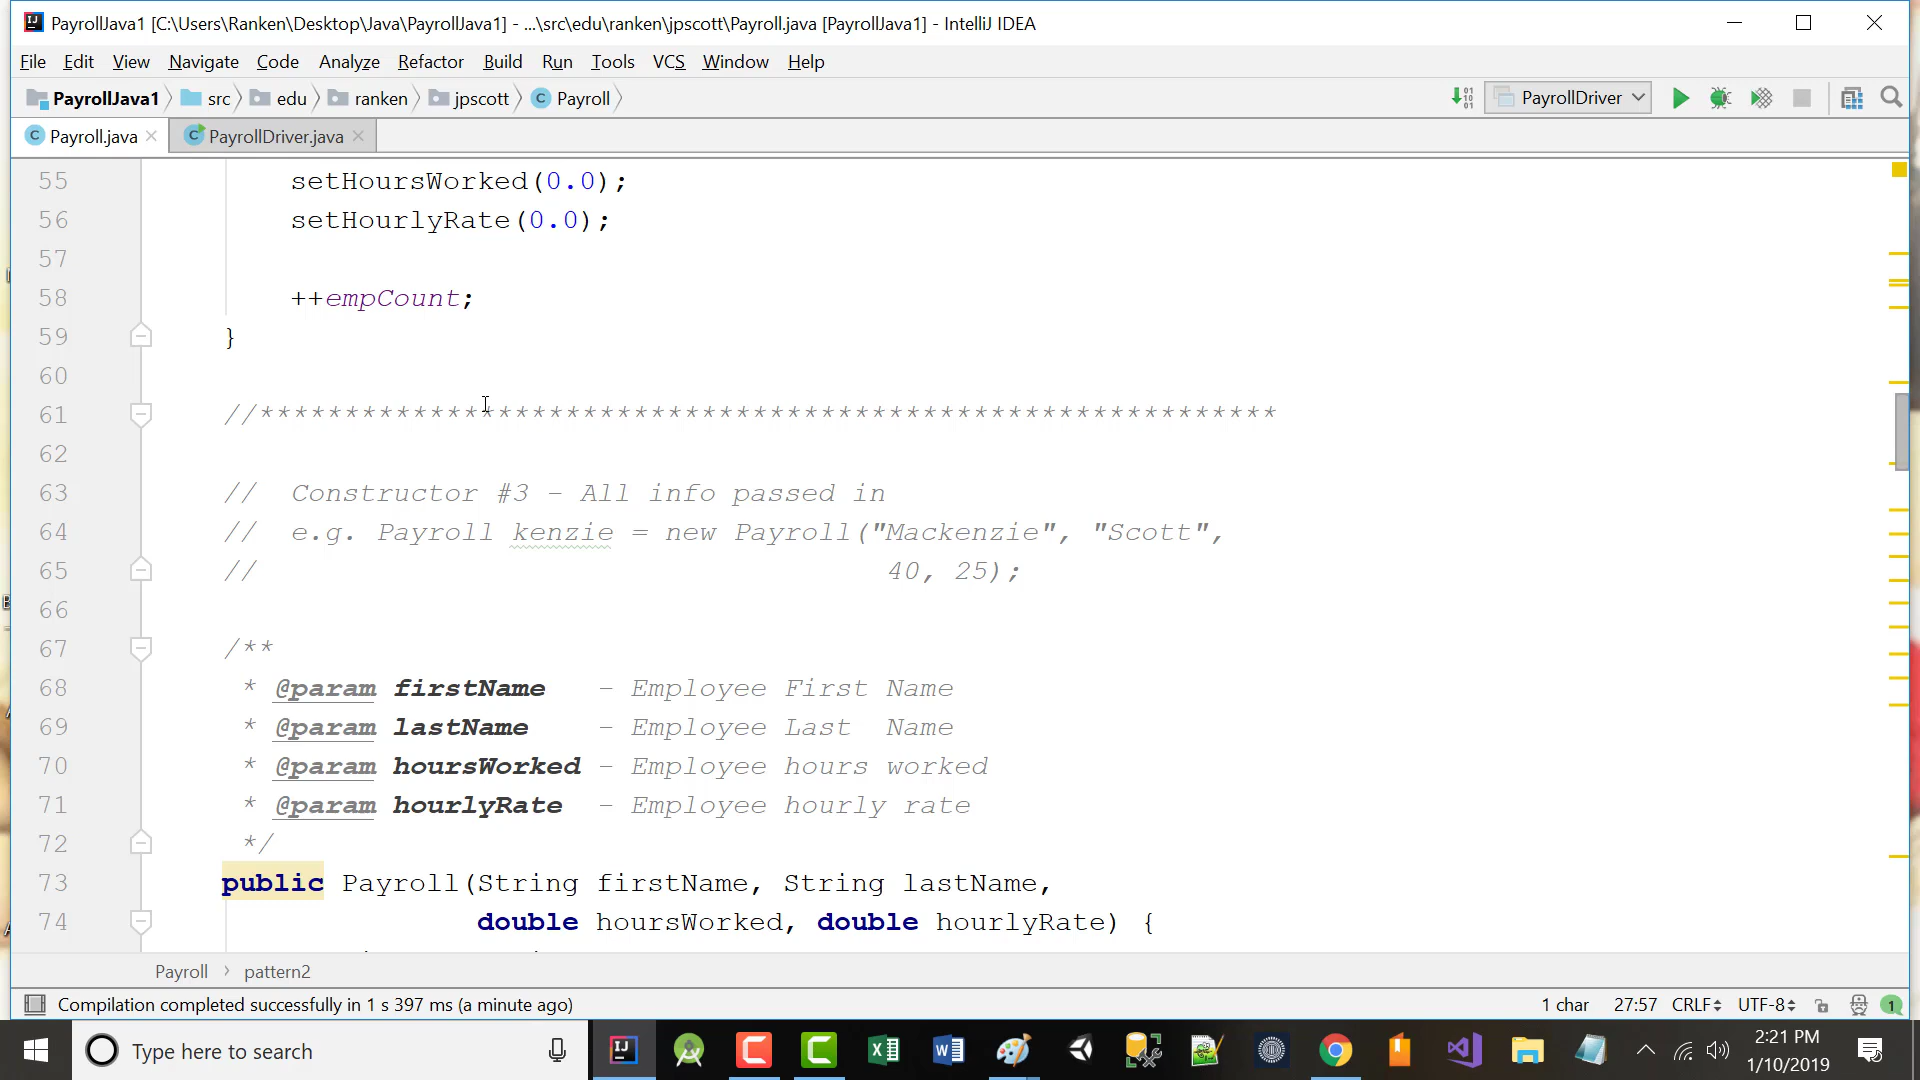 PayrollJava1 [C:\Users\Ranken\Desktop\Java\PayrollJava1] - ...\src\edu\ranken\jpscott\Payroll.java [PayrollJava1] - IntelliJ IDEA
File Edit View Navigate Code Analyze Refactor Build Run Tools VCS Window Help
PayrollJava1 src edu ranken jpscott Payroll PayrollDriver
Payroll.java PayrollDriver.java
55 setHoursWorked(0.0);
56 setHourlyRate(0.0);
57
58 ++empCount;
59 }
60
61 //************************************************************
62
63 // Constructor #3 - All info passed in
64 // e.g. Payroll kenzie = new Payroll("Mackenzie", "Scott",
65 // 40, 25);
66
67 /**
68 * @param firstName - Employee First Name
69 * @param lastName - Employee Last Name
70 * @param hoursWorked - Employee hours worked
71 * @param hourlyRate - Employee hourly rate
72 */
73 public Payroll(String firstName, String lastName,
74 double hoursWorked, double hourlyRate) {
Payroll › pattern2
Compilation completed successfully in 1 s 397 ms (a minute ago) 1 char 27:57 CRLF UTF-8 1
Type here to search 2:21 PM
1/10/2019